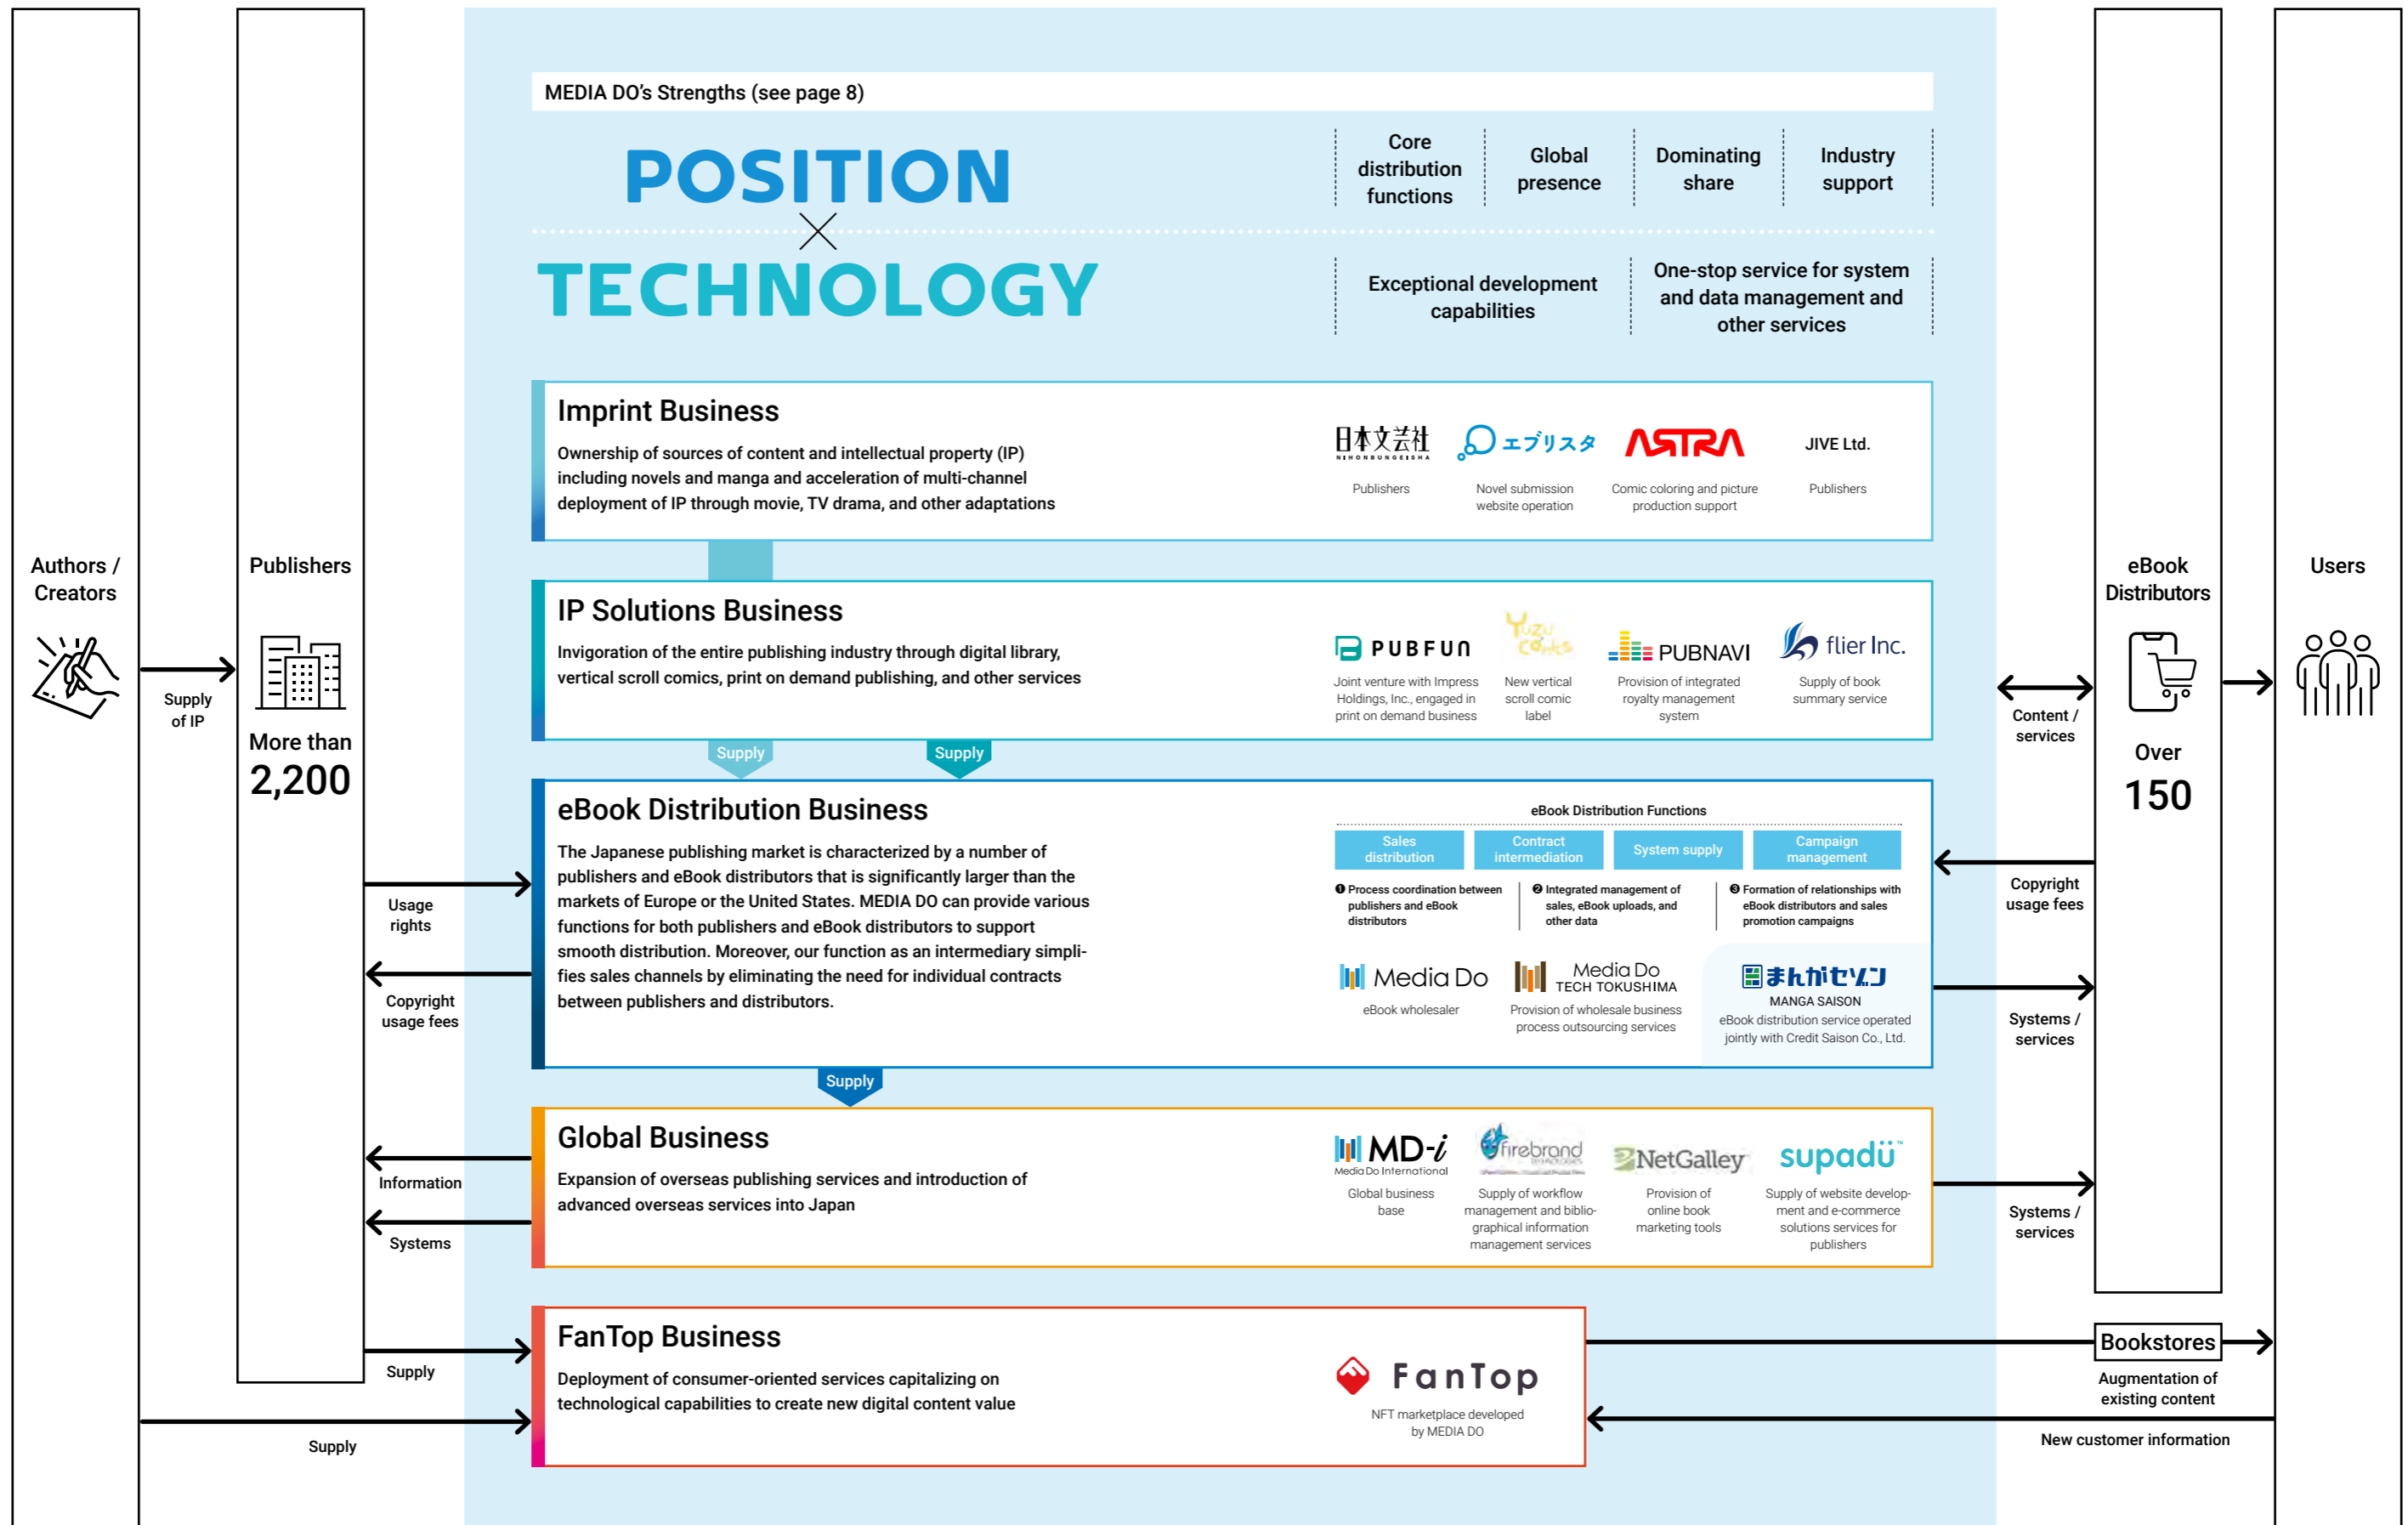 MEDIA DO’s Strengths (see page 8)
POSITION
TECHNOLOGY
Core
distribution
functions
Global
presence
Dominating
share
Industry
support
Exceptional development
capabilities
One-stop service for system
and data management and
other services
Authors /
Creators
Supply
of IP
Publishers
More than
2,200
Imprint Business
Ownership of sources of content and intellectual property (IP)
including novels and manga and acceleration of multi-channel
deployment of IP through movie, TV drama, and other adaptations
日本文芸社
NIHONBUNGEISHA
Publishers
エブリスタ
Novel submission
website operation
ASTRA
Comic coloring and picture
production support
JIVE Ltd.
Publishers
IP Solutions Business
Invigoration of the entire publishing industry through digital library,
vertical scroll comics, print on demand publishing, and other services
PUBFUN
Joint venture with Impress
Holdings, Inc., engaged in
print on demand business
Yuzu
Comics
New vertical
scroll comic
label
PUBNAVI
Provision of integrated
royalty management
system
flier Inc.
Supply of book
summary service
Supply
Supply
eBook Distribution Business
The Japanese publishing market is characterized by a number of
publishers and eBook distributors that is significantly larger than the
markets of Europe or the United States. MEDIA DO can provide various
functions for both publishers and eBook distributors to support
smooth distribution. Moreover, our function as an intermediary simpli-
fies sales channels by eliminating the need for individual contracts
between publishers and distributors.
eBook Distribution Functions
Sales
distribution
Contract
intermediation
System supply
Campaign
management
❶ Process coordination between
publishers and eBook
distributors
❷ Integrated management of
sales, eBook uploads, and
other data
❸ Formation of relationships with
eBook distributors and sales
promotion campaigns
Media Do
eBook wholesaler
Media Do
TECH TOKUSHIMA
Provision of wholesale business
process outsourcing services
まんがセゾン
MANGA SAISON
eBook distribution service operated
jointly with Credit Saison Co., Ltd.
Usage
rights
Copyright
usage fees
Supply
Global Business
Expansion of overseas publishing services and introduction of
advanced overseas services into Japan
MD-i
Media Do International
Global business
base
firebrand
TECHNOLOGIES
Supply of workflow
management and biblio-
graphical information
management services
NetGalley
Provision of
online book
marketing tools
supadü™
Supply of website develop-
ment and e-commerce
solutions services for
publishers
Information
Systems
FanTop Business
Deployment of consumer-oriented services capitalizing on
technological capabilities to create new digital content value
FanTop
NFT marketplace developed
by MEDIA DO
Supply
Supply
Content /
services
Copyright
usage fees
Systems /
services
Systems /
services
eBook
Distributors
Over
150
Users
Bookstores
Augmentation of
existing content
New customer information